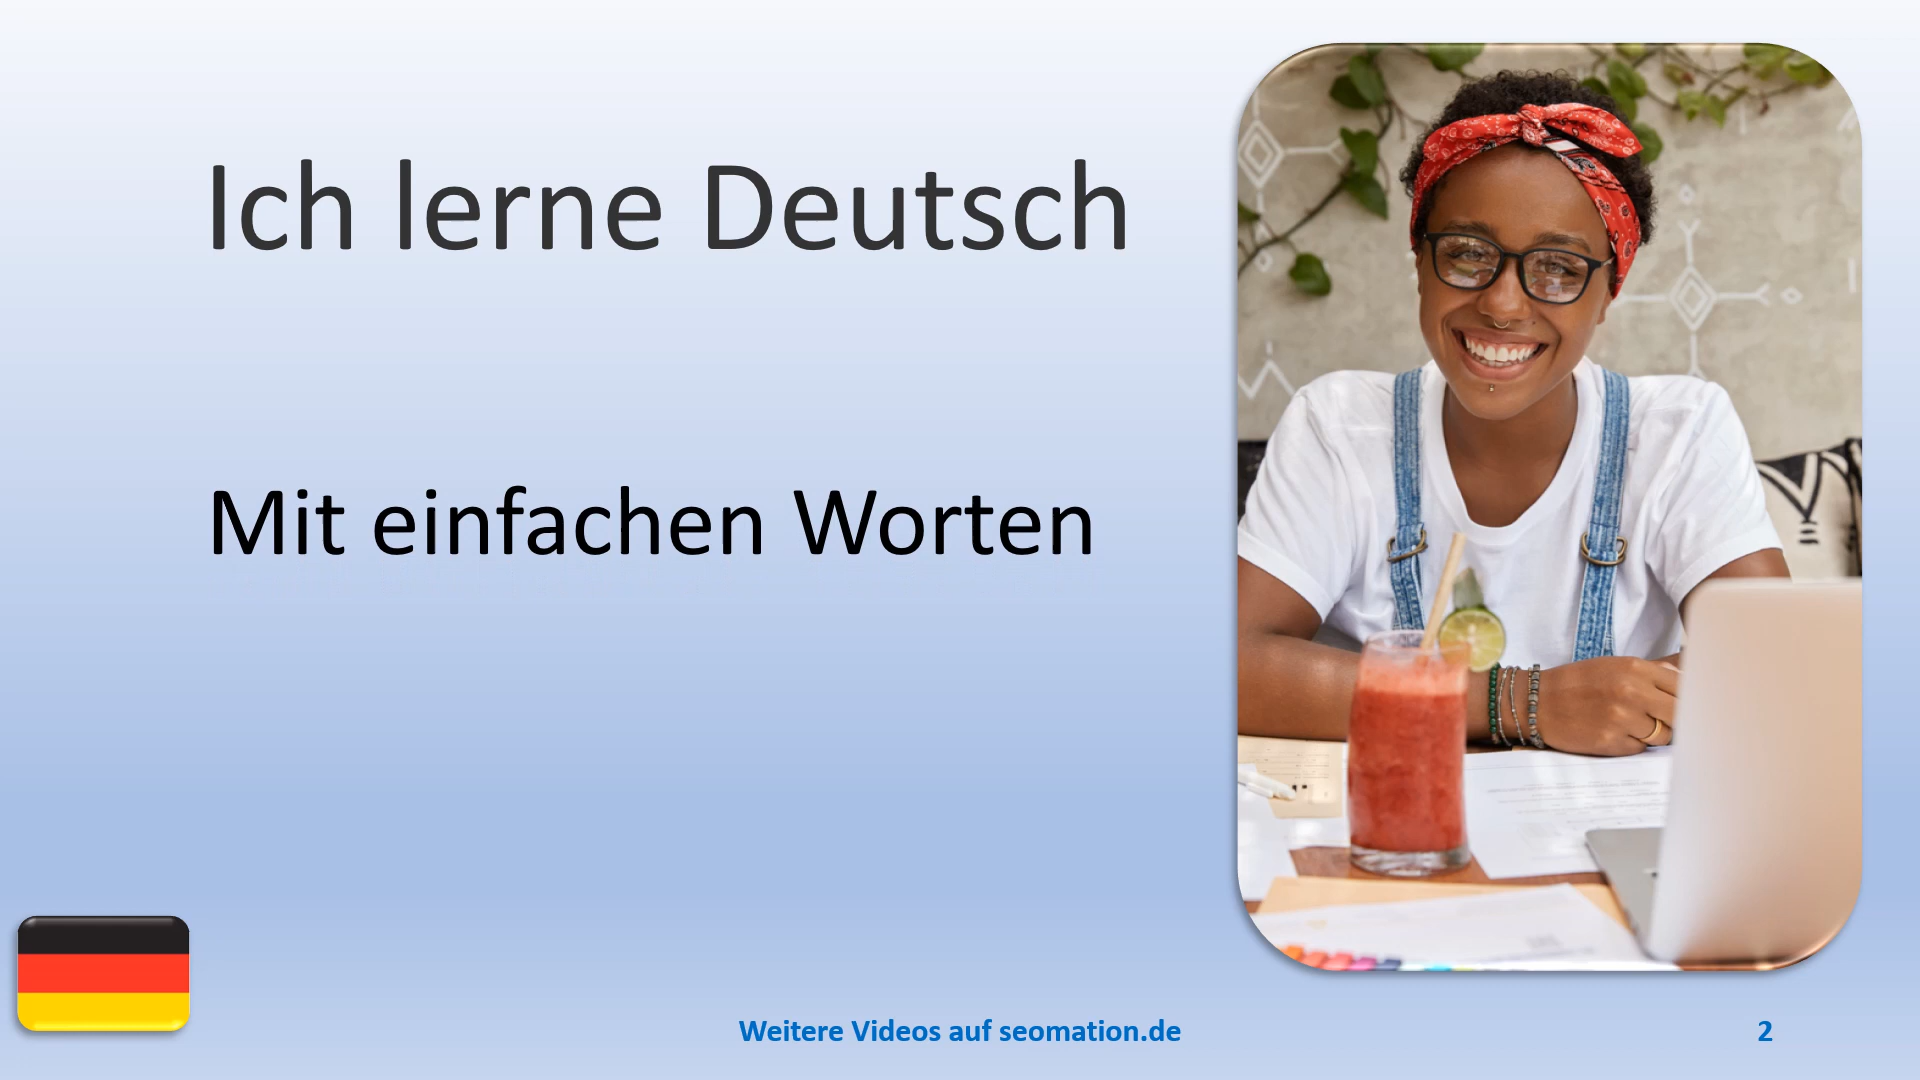 Ich lerne Deutsch
Mit einfachen Worten
Weitere Videos auf seomation.de
2